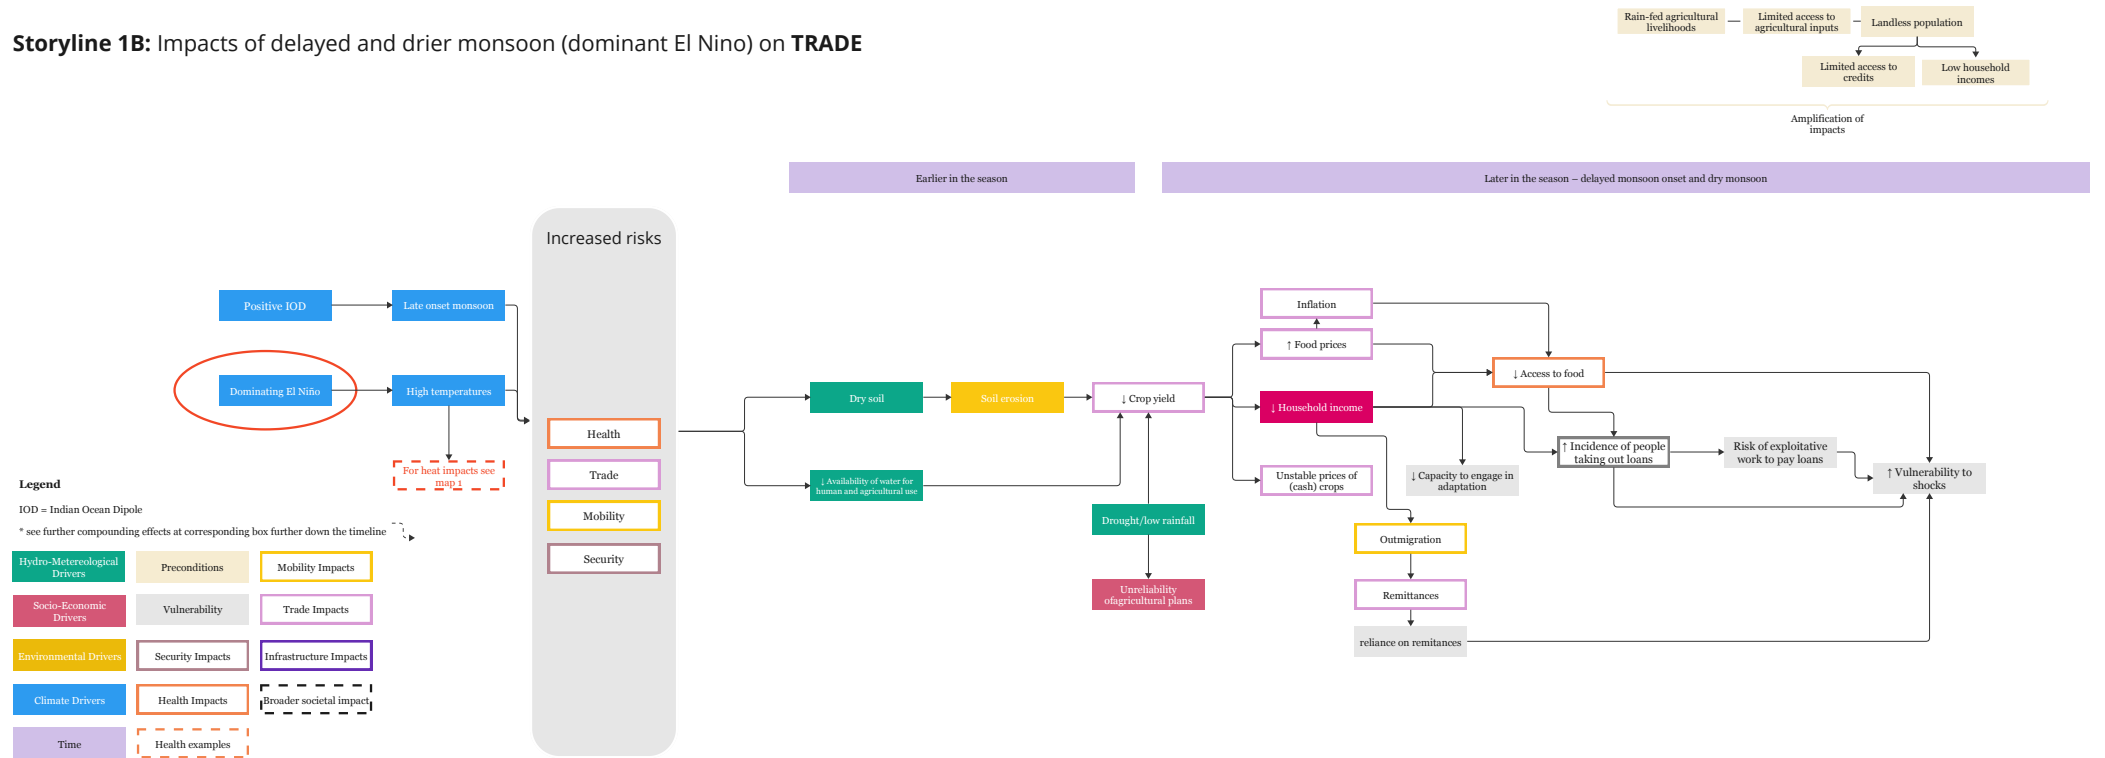 Storyline 1B: Impacts of delayed and drier monsoon (dominant El Nino) on TRADE
Rain-fed agricultural
livelihoods
Limited access to
agricultural inputs
Landless population
Limited access to
credits
Low household
incomes
Amplification of
impacts
Earlier in the season
Later in the season – delayed monsoon onset and dry monsoon
Increased risks
Positive IOD
Late onset monsoon
Dominating El Niño
High temperatures
For heat impacts see
map 1
Health
Trade
Mobility
Security
Dry soil
Soil erosion
↓ Crop yield
↓ Availability of water for
human and agricultural use
Drought/low rainfall
Unreliability
ofagricultural plans
Inflation
↑ Food prices
↓ Household income
Unstable prices of
(cash) crops
↓ Access to food
↓ Capacity to engage in
adaptation
↑ Incidence of people
taking out loans
Risk of exploitative
work to pay loans
↑ Vulnerability to
shocks
Outmigration
Remittances
reliance on remitances
Legend
IOD = Indian Ocean Dipole
* see further compounding effects at corresponding box further down the timeline
Hydro-Metereological
Drivers
Preconditions
Mobility Impacts
Socio-Economic
Drivers
Vulnerability
Trade Impacts
Environmental Drivers
Security Impacts
Infrastructure Impacts
Climate Drivers
Health Impacts
Broader societal impact
Time
Health examples